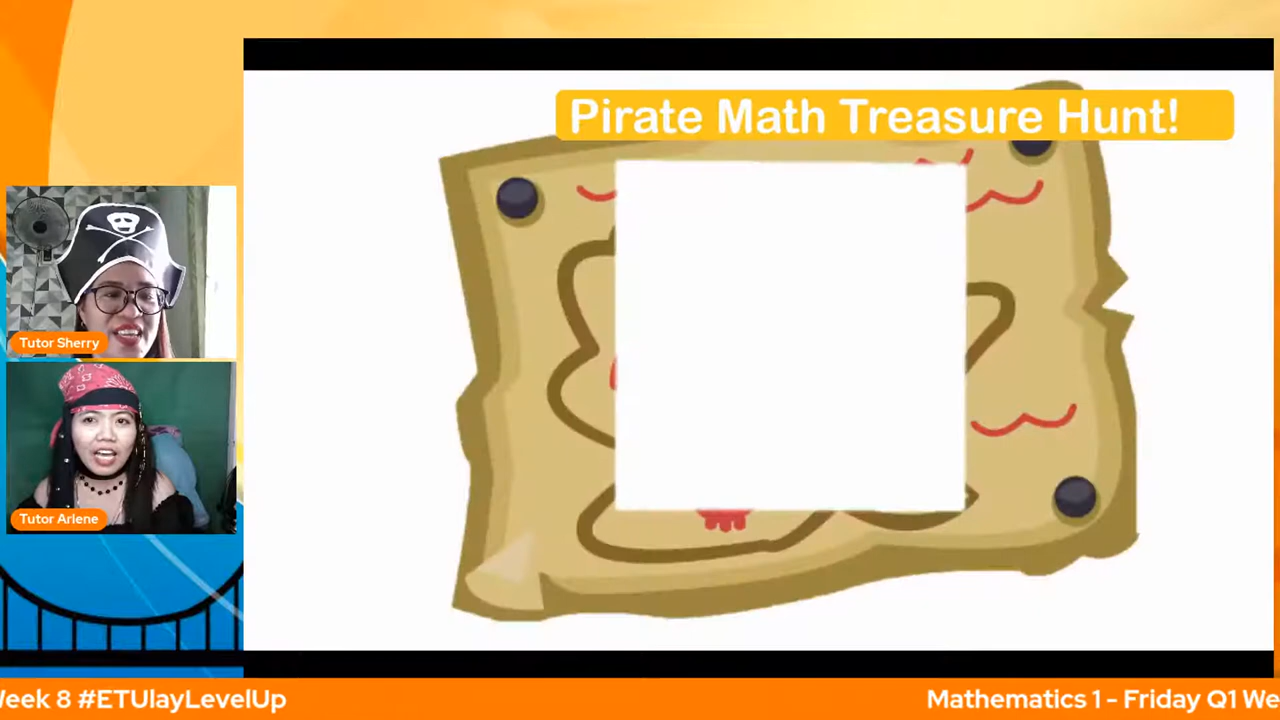 Pirate Math Treasure Hunt!
Tutor Sherry
Tutor Arlene
Week 8 #ETUlayLevelUp
Mathematics 1 - Friday Q1 We